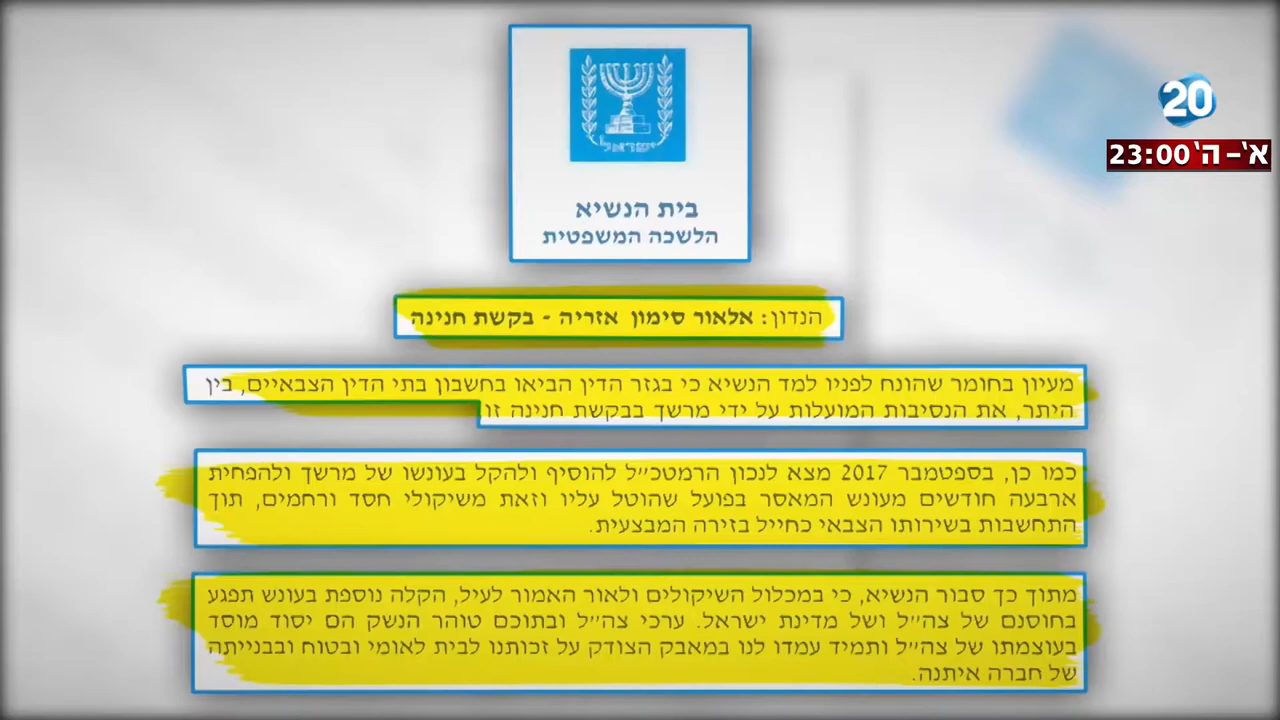 20
א'-ה' 23:00
ישראל
בית הנשיא
הלשכה המשפטית
הנדון: אלאור סימון אזריה - בקשת חנינה
מעיון בחומר שהונח לפניו למד הנשיא כי בגזר הדין הביאו בחשבון בתי הדין הצבאיים, בין
היתר, את הנסיבות המועלות על ידי מרשך בבקשת חנינה זו
כמו כן, בספטמבר 2017 מצא לנכון הרמטכ״ל להוסיף ולהקל בעונשו של מרשך ולהפחית
ארבעה חודשים מעונש המאסר בפועל שהוטל עליו וזאת משיקולי חסד ורחמים, תוך
התחשבות בשירותו הצבאי כחייל בזירה המבצעית.
מתוך כך סבור הנשיא, כי במכלול השיקולים ולאור האמור לעיל, הקלה נוספת בעונש תפגע
בחוסנם של צה״ל ושל מדינת ישראל. ערכי צה״ל ובתוכם טוהר הנשק הם יסוד מוסד
בעוצמתו של צה״ל ותמיד עמדו לנו במאבק הצודק על זכותנו לבית לאומי ובטוח ובבנייתה
של חברה איתנה.